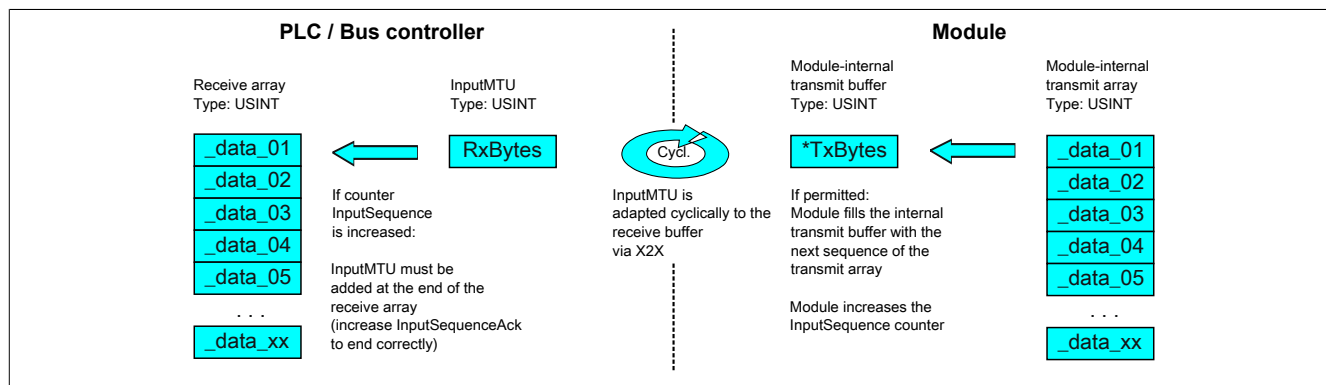 PLC / Bus controller
Module
Receive array
Type: USINT
InputMTU
Type: USINT
Module-internal
transmit buffer
Type: USINT
Module-internal
transmit array
Type: USINT
_data_01
_data_02
_data_03
_data_04
_data_05
. . .
_data_xx
If counter
InputSequence
is increased:
InputMTU must be
added at the end of the
receive array
(increase InputSequenceAck
to end correctly)
RxBytes
Cycl.
InputMTU is
adapted cyclically to the
receive buffer
via X2X
*TxBytes
If permitted:
Module fills the internal
transmit buffer with the
next sequence of the
transmit array
Module increases the
InputSequence counter
_data_01
_data_02
_data_03
_data_04
_data_05
. . .
_data_xx